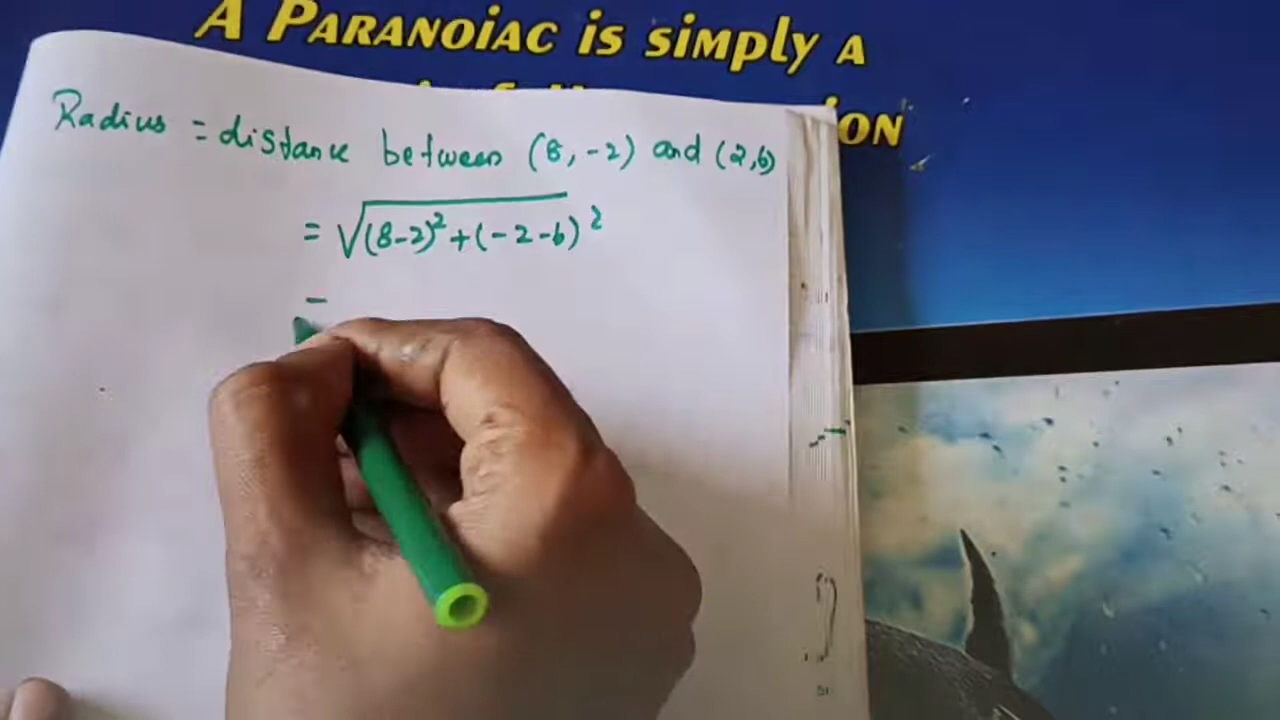 A PARANOiAC iS SiMPLY A
ON
Radius = distance between (8, -2) and (2,6)
= √(8-2)² + (-2-6)²
-